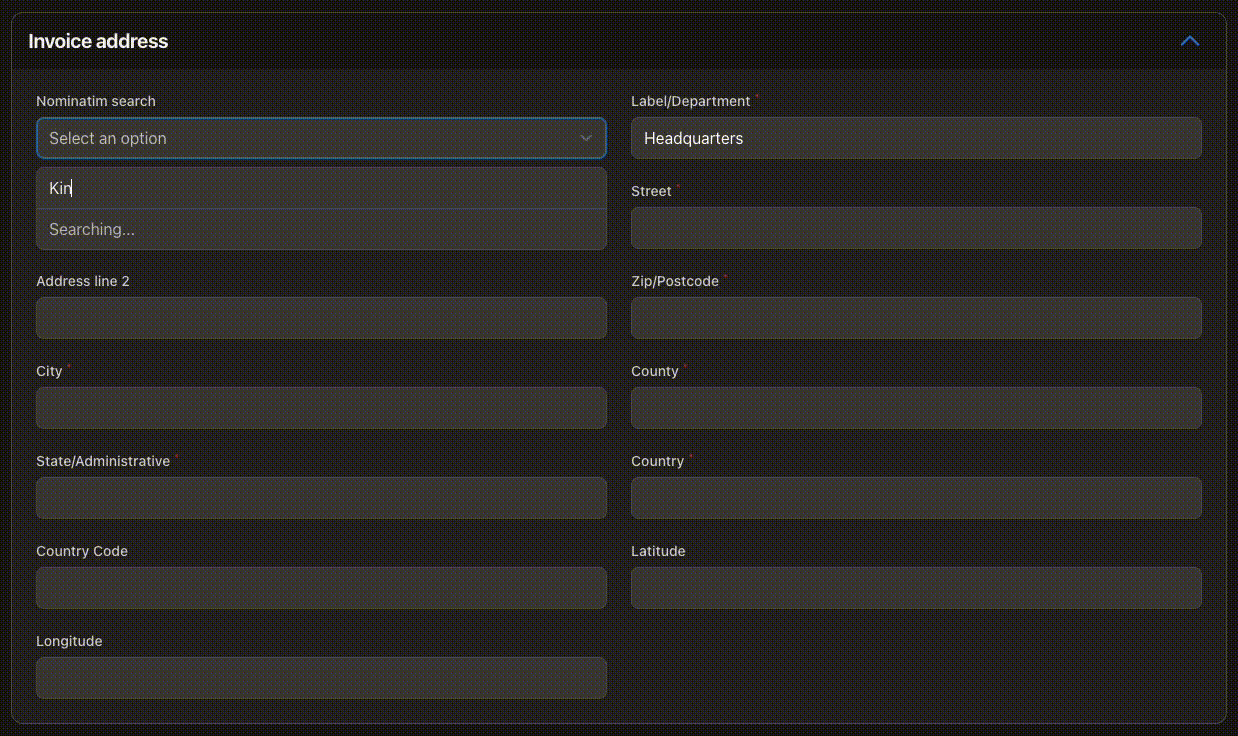 Invoice address
Nominatim search
Label/Department *
Select an option
Headquarters
Kin
Street *
Searching...
Address line 2
Zip/Postcode *
City *
County *
State/Administrative *
Country *
Country Code
Latitude
Longitude